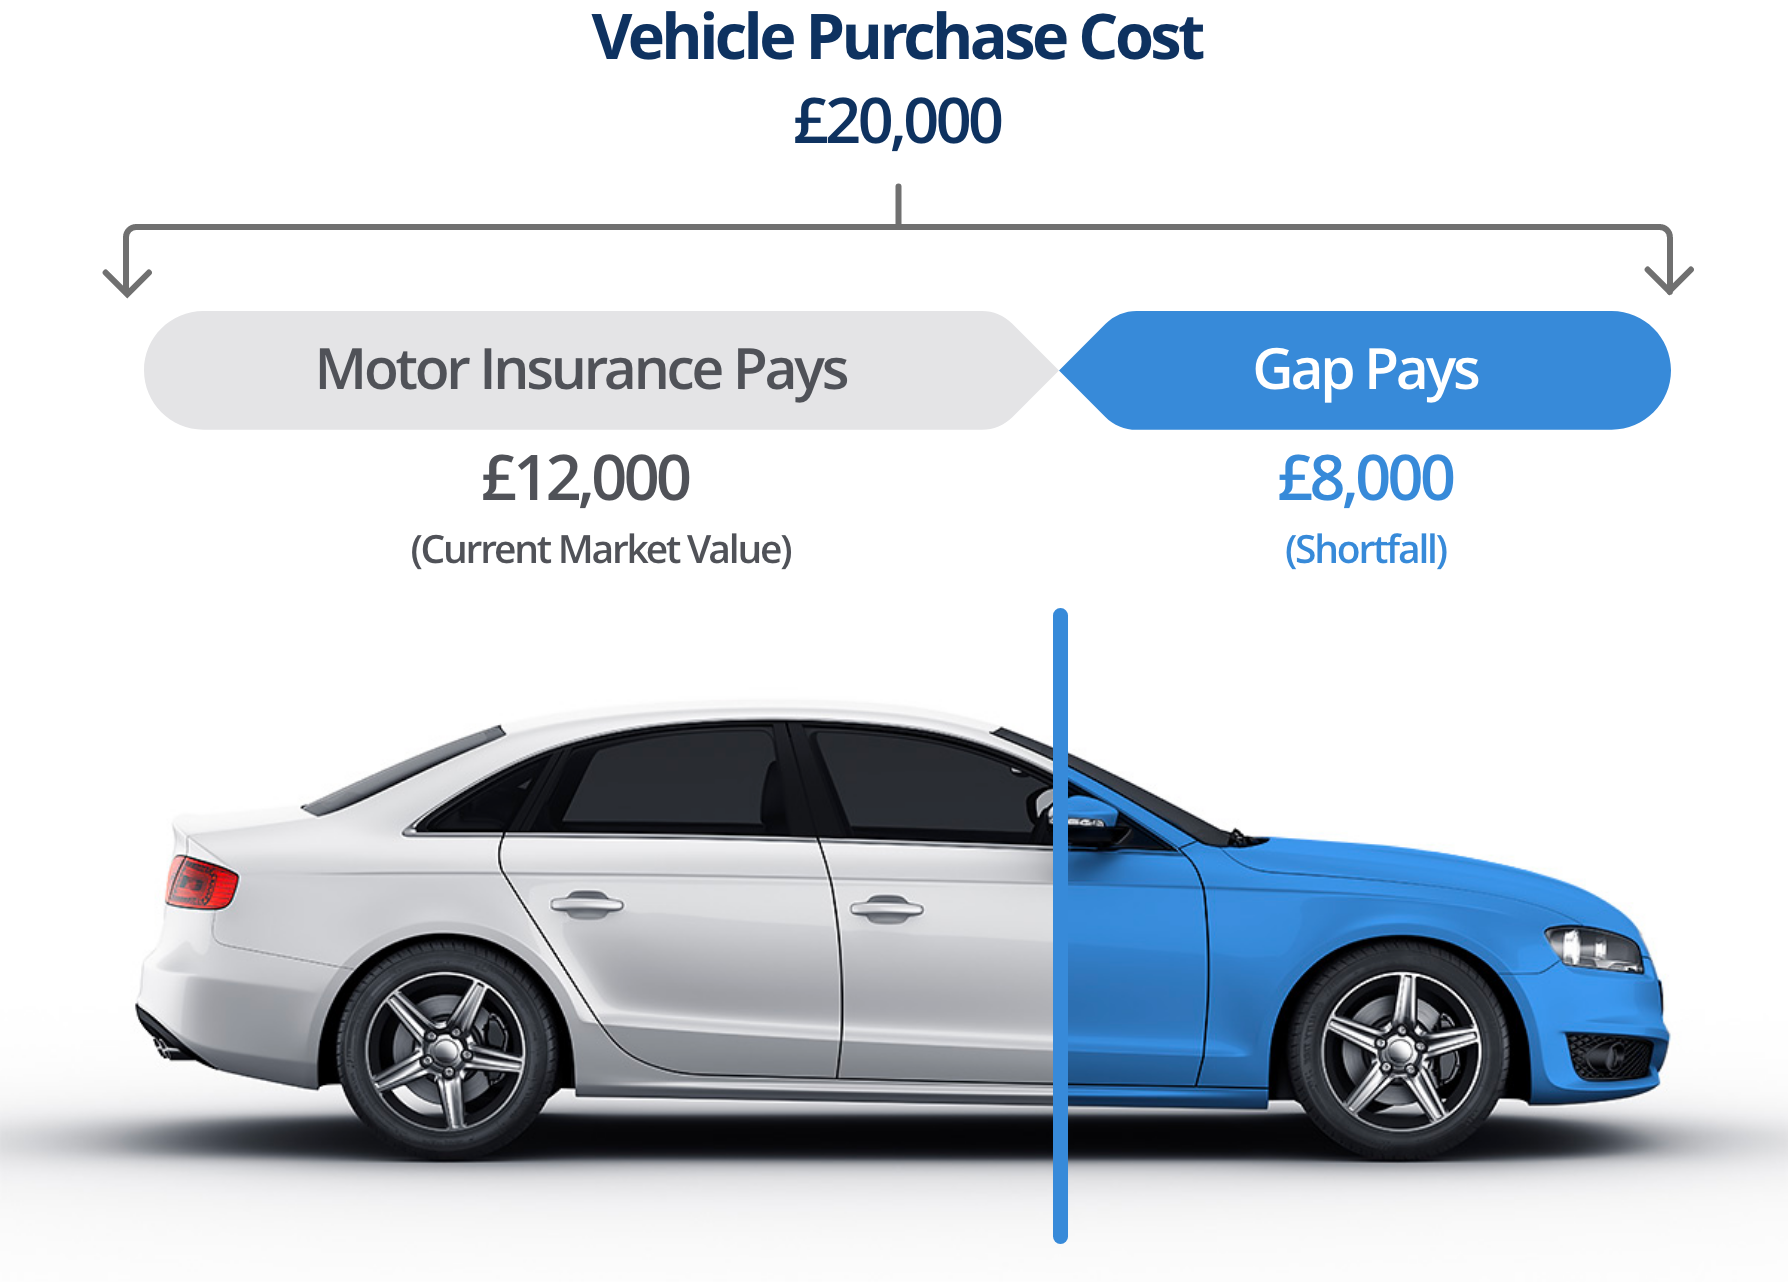 Vehicle Purchase Cost
£20,000
Motor Insurance Pays
Gap Pays
£12,000
£8,000
(Current Market Value)
(Shortfall)